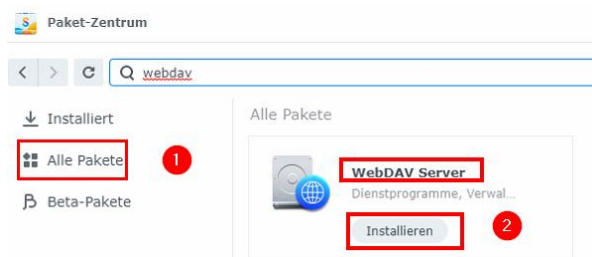 Paket-Zentrum
webdav
Installiert
Alle Pakete
Alle Pakete
1
WebDAV Server
Dienstprogramme, Verwal...
Beta-Pakete
Installieren
2